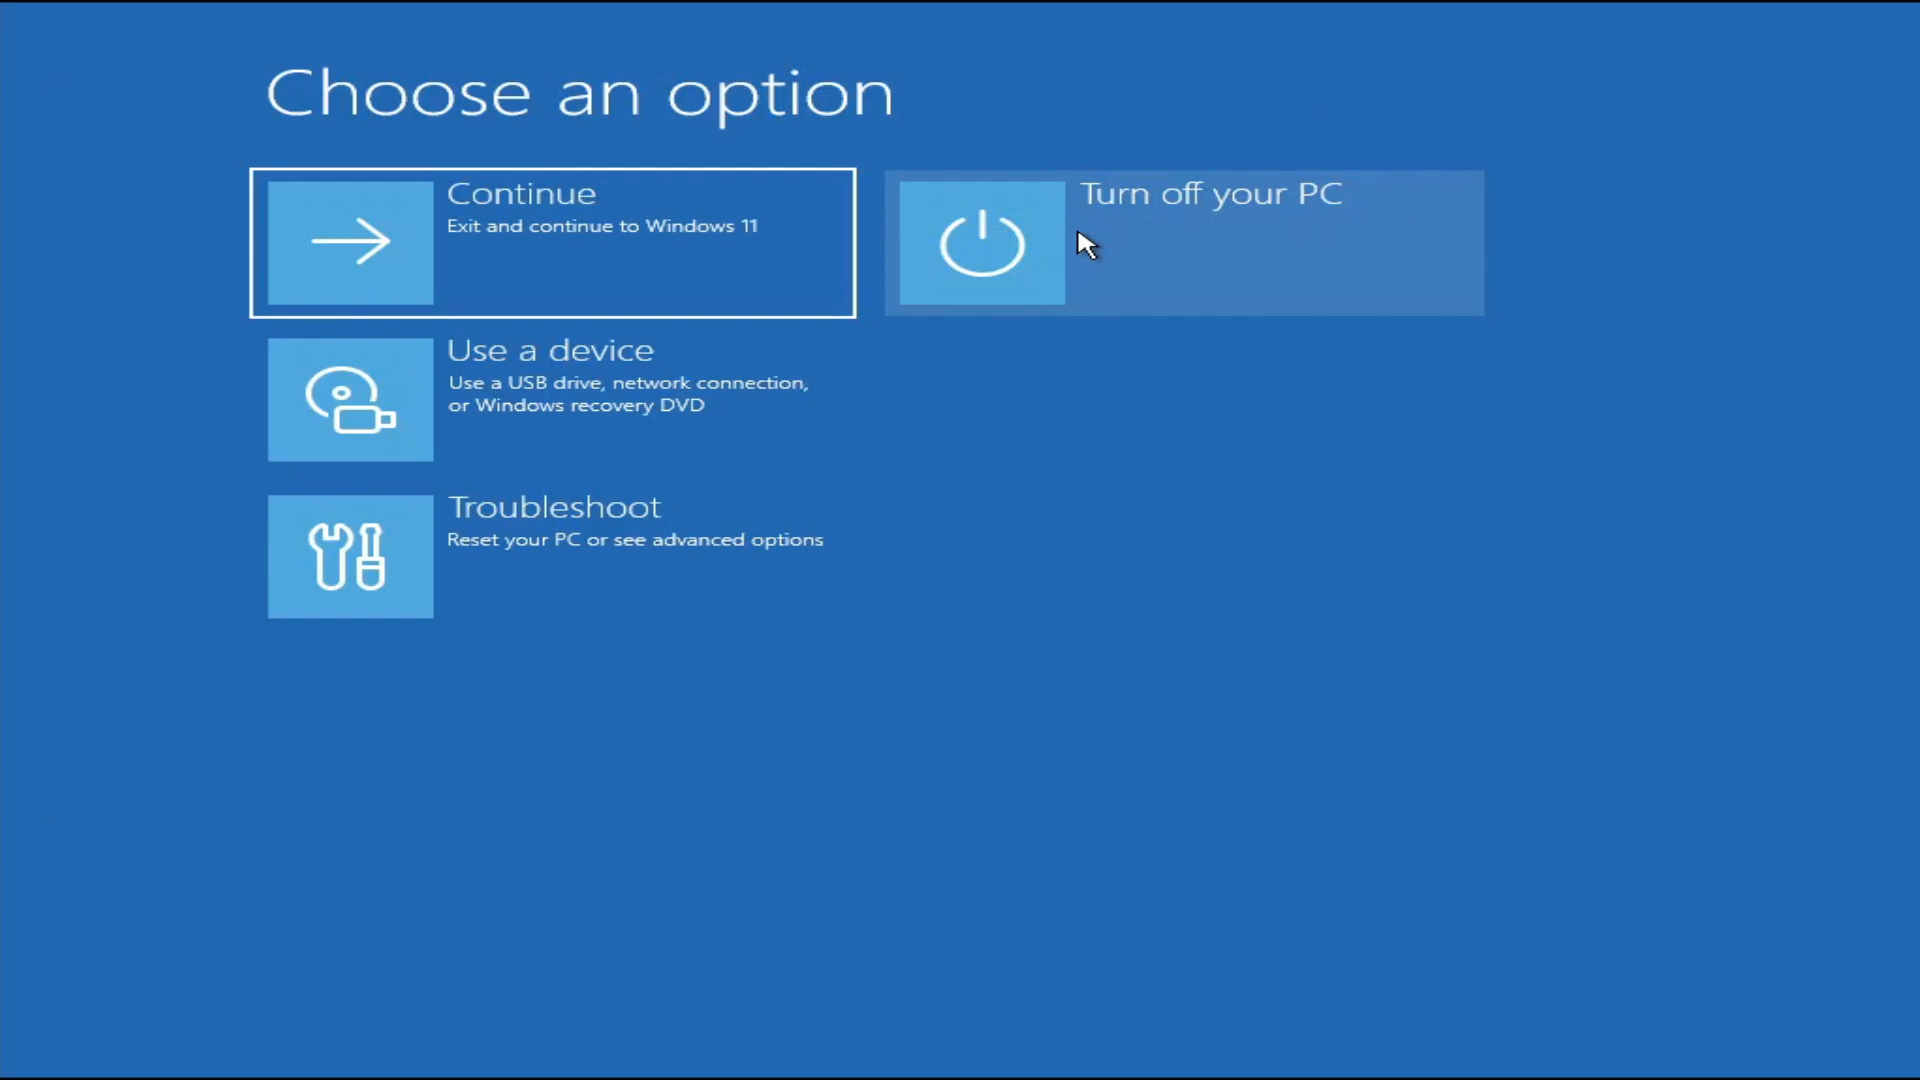 Choose an option
Continue
Exit and continue to Windows 11
Turn off your PC
Use a device
Use a USB drive, network connection,
or Windows recovery DVD
Troubleshoot
Reset your PC or see advanced options